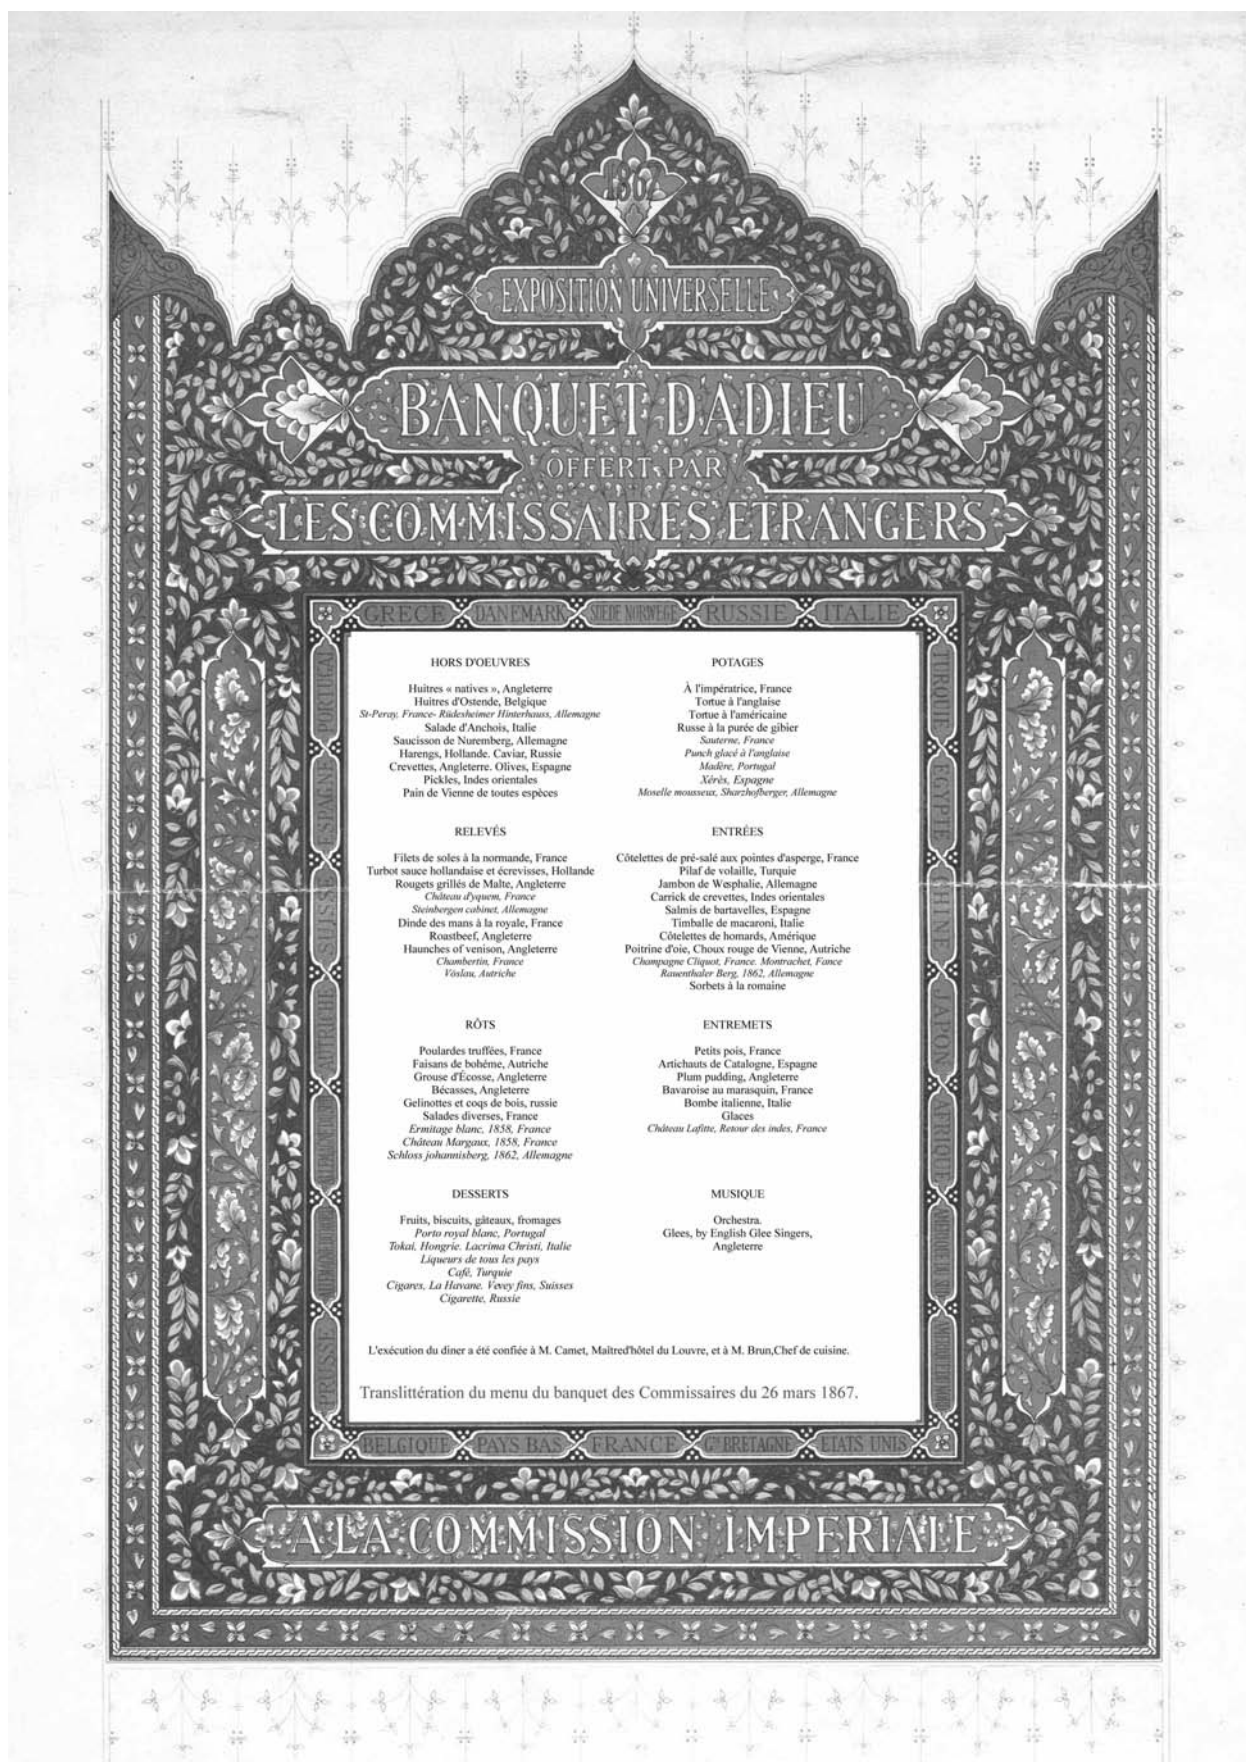 1867
EXPOSITION UNIVERSELLE
BANQUET D'ADIEU
OFFERT PAR
LES COMMISSAIRES ETRANGERS
GRECE DANEMARK SUEDE NORWEGE RUSSIE ITALIE
PORTUGAL
ESPAGNE
SUISSE
AUTRICHE
PRUSSE
HORS D'OEUVRES
Huitres « natives », Angleterre
Huitres d'Ostende, Belgique
St-Peray, France- Rüdesheimer Hinterhauss, Allemagne
Salade d'Anchois, Italie
Saucisson de Nuremberg, Allemagne
Harengs, Hollande. Caviar, Russie
Crevettes, Angleterre. Olives, Espagne
Pickles, Indes orientales
Pain de Vienne de toutes espèces
POTAGES
À l'impératrice, France
Tortue à l'anglaise
Tortue à l'américaine
Russe à la purée de gibier
Sauterne, France
Punch glacé à l'anglaise
Madère, Portugal
Xérès, Espagne
Moselle mousseux, Sharzhofberger, Allemagne
RELEVÉS
Filets de soles à la normande, France
Turbot sauce hollandaise et écrevisses, Hollande
Rougets grillés de Malte, Angleterre
Château d'yquem, France
Steinbergen cabinet, Allemagne
Dinde des mans à la royale, France
Roastbeef, Angleterre
Haunches of venison, Angleterre
Chambertin, France
Vöslau, Autriche
ENTRÉES
Côtelettes de pré-salé aux pointes d'asperge, France
Pilaf de volaille, Turquie
Jambon de Wesphalie, Allemagne
Carrick de crevettes, Indes orientales
Salmis de bartavelles, Espagne
Timballe de macaroni, Italie
Côtelettes de homards, Amérique
Poitrine d'oie, Choux rouge de Vienne, Autriche
Champagne Cliquot, France. Montrachet, Fance
Rauenthaler Berg, 1862, Allemagne
Sorbets à la romaine
RÔTS
Poulardes truffées, France
Faisans de bohême, Autriche
Grouse d'Écosse, Angleterre
Bécasses, Angleterre
Gelinottes et coqs de bois, russie
Salades diverses, France
Ermitage blanc, 1858, France
Château Margaux, 1858, France
Schloss johannisberg, 1862, Allemagne
ENTREMETS
Petits pois, France
Artichauts de Catalogne, Espagne
Plum pudding, Angleterre
Bavaroise au marasquin, France
Bombe italienne, Italie
Glaces
Château Lafitte, Retour des indes, France
DESSERTS
Fruits, biscuits, gâteaux, fromages
Porto royal blanc, Portugal
Tokai, Hongrie. Lacrima Christi, Italie
Liqueurs de tous les pays
Café, Turquie
Cigares, La Havane. Vevey fins, Suisses
Cigarette, Russie
MUSIQUE
Orchestra.
Glees, by English Glee Singers,
Angleterre
L'exécution du diner a été confiée à M. Camet, Maîtred'hôtel du Louvre, et à M. Brun,Chef de cuisine.
Translittération du menu du banquet des Commissaires du 26 mars 1867.
TURQUIE
EGYPTE
CHINE
JAPON
AFRIQUE
AMERIQUE DU SUD
AMERIQUE DU NORD
BELGIQUE PAYS BAS FRANCE Gde BRETAGNE ETATS UNIS
A LA COMMISSION IMPERIALE